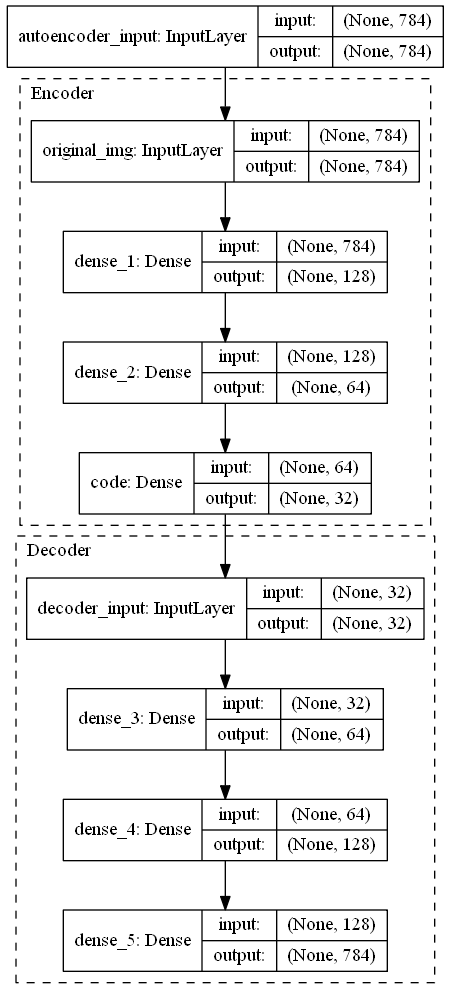 autoencoder_input: InputLayer
input: (None, 784)
output: (None, 784)
Encoder
original_img: InputLayer
input: (None, 784)
output: (None, 784)
dense_1: Dense
input: (None, 784)
output: (None, 128)
dense_2: Dense
input: (None, 128)
output: (None, 64)
code: Dense
input: (None, 64)
output: (None, 32)
Decoder
decoder_input: InputLayer
input: (None, 32)
output: (None, 32)
dense_3: Dense
input: (None, 32)
output: (None, 64)
dense_4: Dense
input: (None, 64)
output: (None, 128)
dense_5: Dense
input: (None, 128)
output: (None, 784)